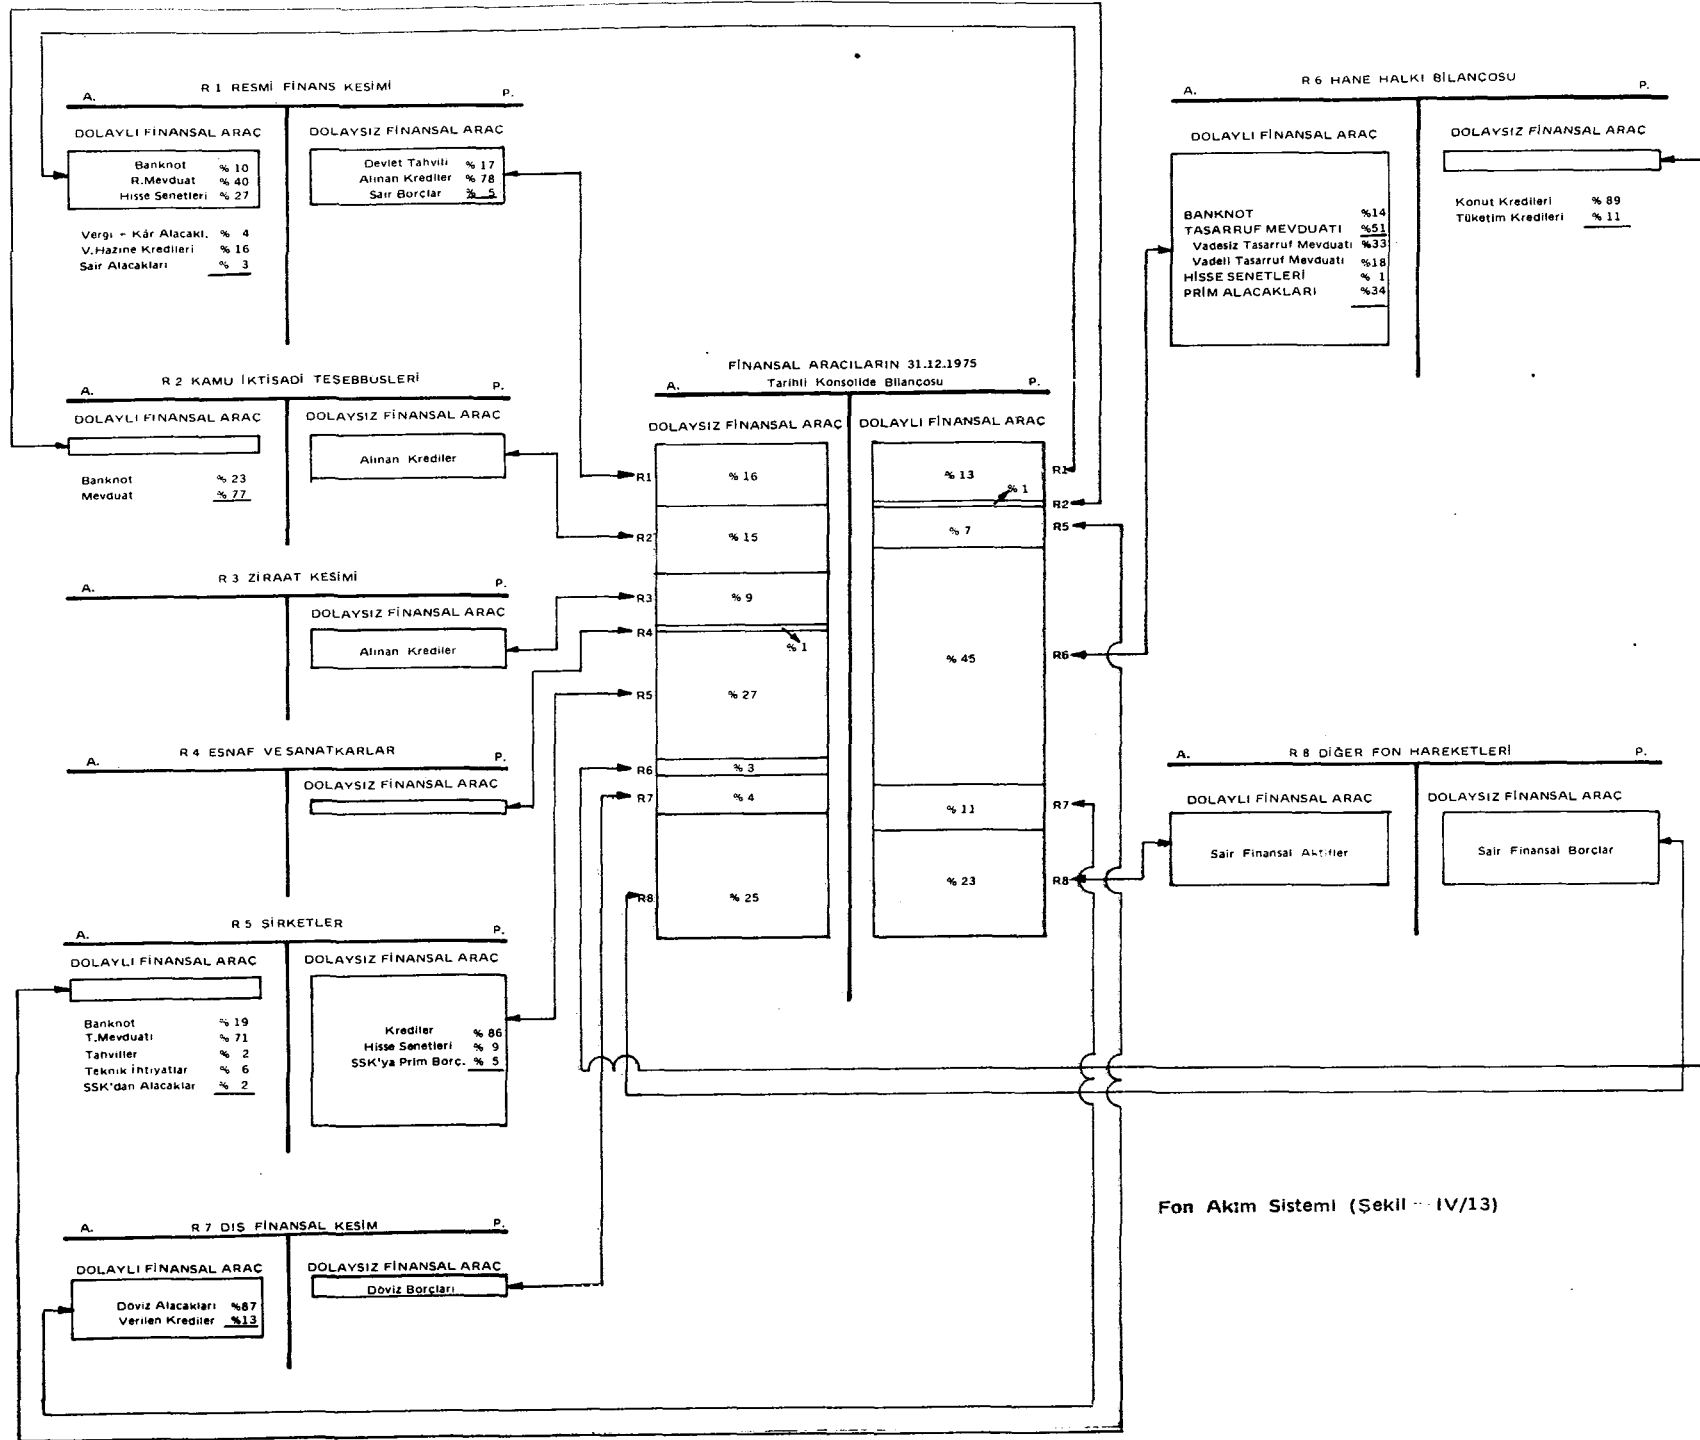 R 1 RESMİ FİNANS KESİMİ
A. P.
DOLAYLI FİNANSAL ARAÇ
Banknot % 10
R.Mevduat % 40
Hisse Senetleri % 27
Vergi - Kâr Alacakl. % 4
V.Hazine Kredileri % 16
Sair Alacakları % 3
DOLAYSIZ FİNANSAL ARAÇ
Devlet Tahvili % 17
Alınan Krediler % 78
Sair Borçlar % 5
R 2 KAMU İKTİSADİ TEŞEBBÜSLERİ
A. P.
DOLAYLI FİNANSAL ARAÇ
Banknot % 23
Mevduat % 77
DOLAYSIZ FİNANSAL ARAÇ
Alınan Krediler
R 3 ZİRAAT KESİMİ
A. P.
DOLAYSIZ FİNANSAL ARAÇ
Alınan Krediler
R 4 ESNAF VE SANATKARLAR
A. P.
DOLAYSIZ FİNANSAL ARAÇ
R 5 ŞİRKETLER
A. P.
DOLAYLI FİNANSAL ARAÇ
Banknot % 19
T.Mevduatı % 71
Tahviller % 2
Teknik İhtiyatlar % 6
SSK'dan Alacaklar % 2
DOLAYSIZ FİNANSAL ARAÇ
Krediler % 86
Hisse Senetleri % 9
SSK'ya Prim Borç. % 5
R 7 DIŞ FİNANSAL KESİM
A. P.
DOLAYLI FİNANSAL ARAÇ
Döviz Alacakları %87
Verilen Krediler %13
DOLAYSIZ FİNANSAL ARAÇ
Döviz Borçları
FİNANSAL ARACILARIN 31.12.1975
A. Tarihli Konsolide Bilançosu P.
DOLAYSIZ FİNANSAL ARAÇ
R1 % 16
R2 % 15
R3 % 9
R4 % 1
R5 % 27
R6 % 3
R7 % 4
R8 % 25
DOLAYLI FİNANSAL ARAÇ
% 13 R1
% 1 R2
% 7 R5
% 45 R6
% 11 R7
% 23 R8
R 6 HANE HALKI BİLANÇOSU
A. P.
DOLAYLI FİNANSAL ARAÇ
BANKNOT %14
TASARRUF MEVDUATI %51
Vadesiz Tasarruf Mevduatı %33
Vadeli Tasarruf Mevduatı %18
HİSSE SENETLERİ % 1
PRİM ALACAKLARI %34
DOLAYSIZ FİNANSAL ARAÇ
Konut Kredileri % 89
Tüketim Kredileri % 11
R 8 DİĞER FON HAREKETLERİ
A. P.
DOLAYLI FİNANSAL ARAÇ
Sair Finansal Aktifler
DOLAYSIZ FİNANSAL ARAÇ
Sair Finansal Borçlar
Fon Akım Sistemi (Şekil - IV/13)